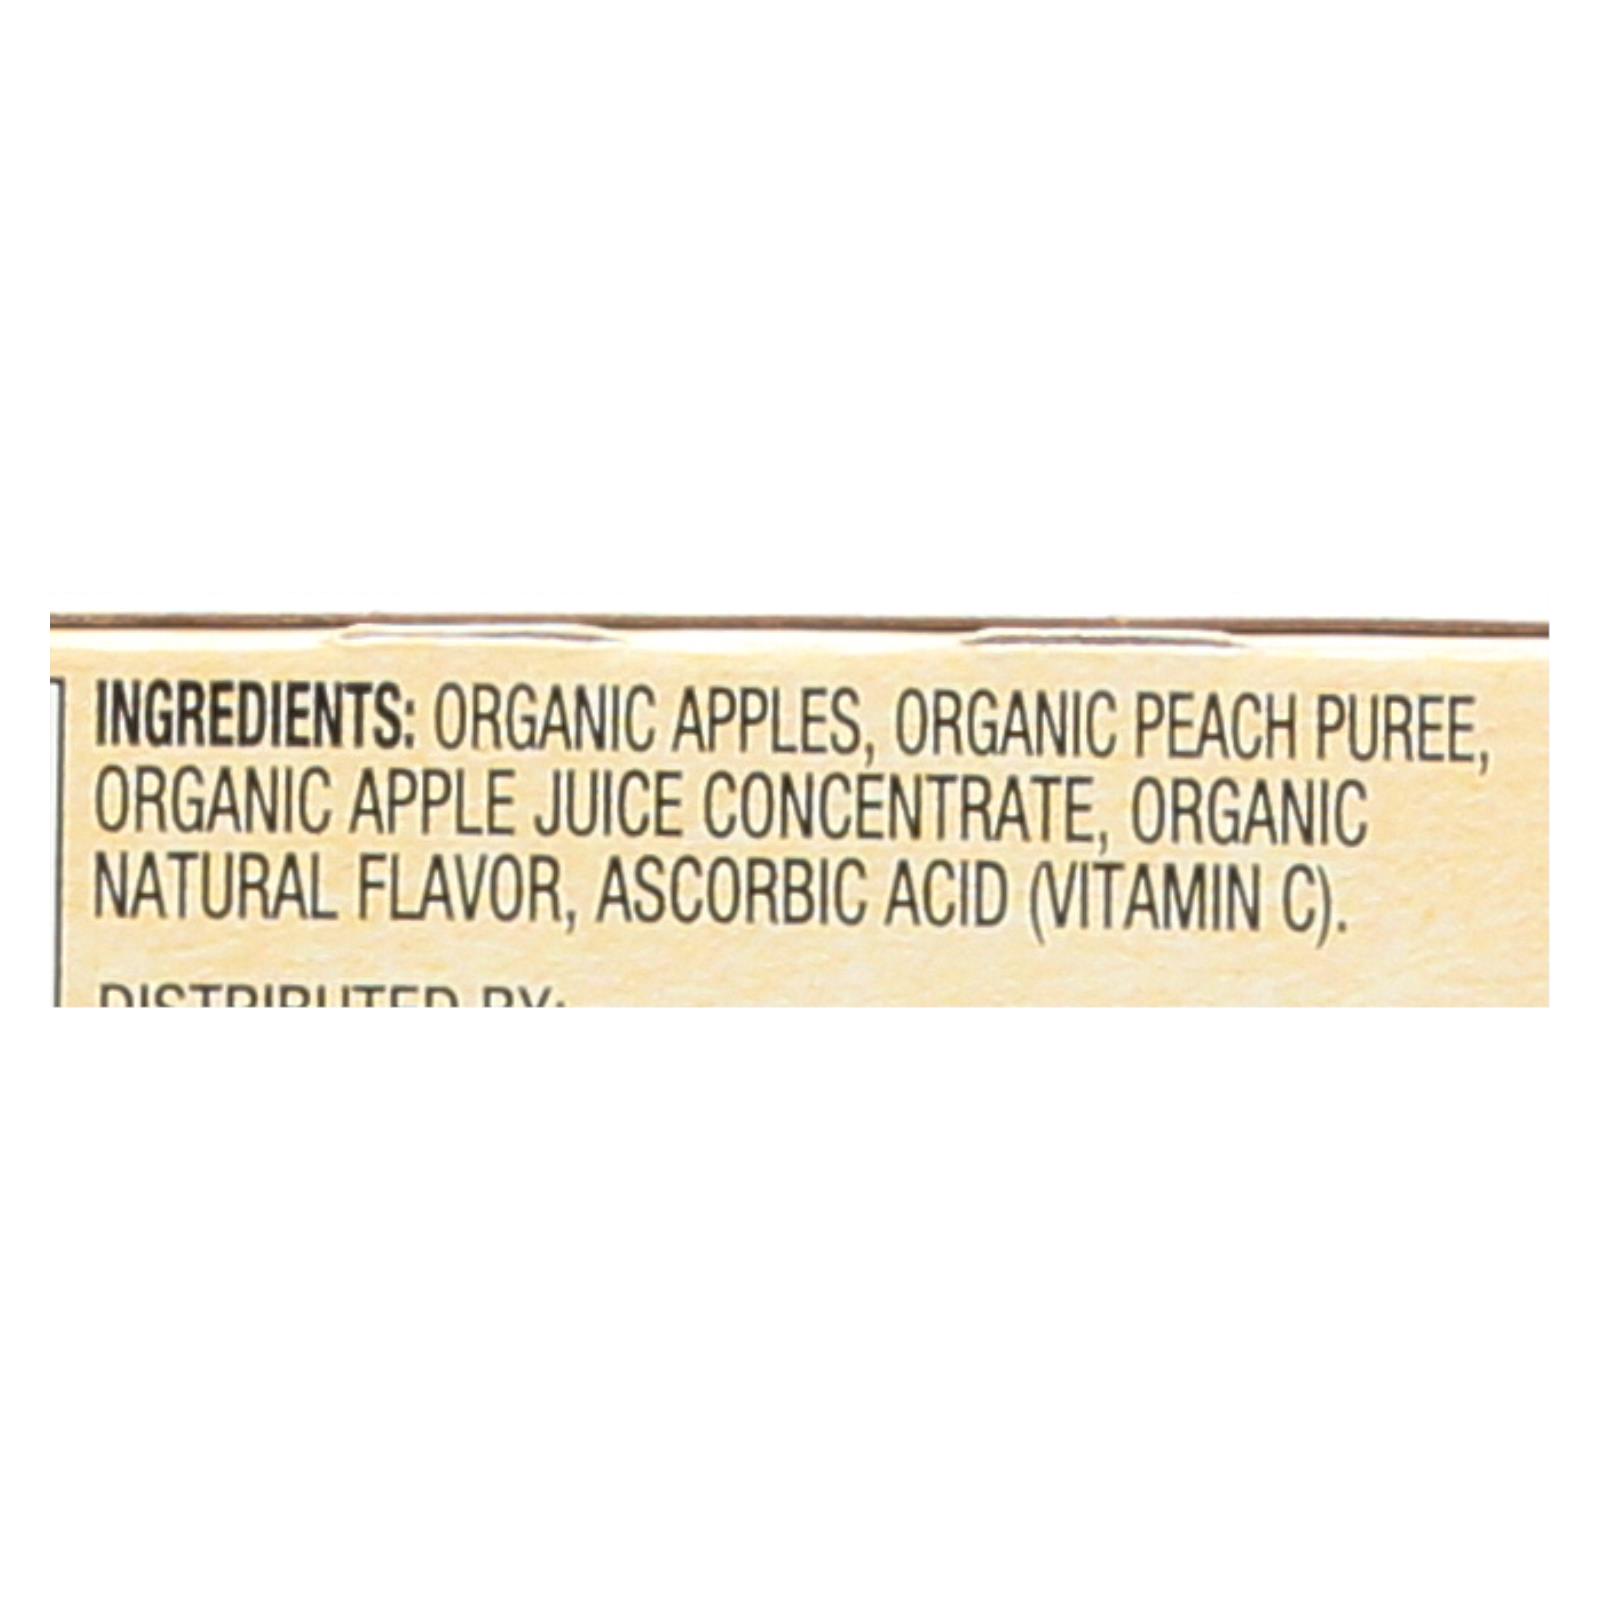 INGREDIENTS: ORGANIC APPLES, ORGANIC PEACH PUREE,
ORGANIC APPLE JUICE CONCENTRATE, ORGANIC
NATURAL FLAVOR, ASCORBIC ACID (VITAMIN C).
DISTRIBUTED BY: